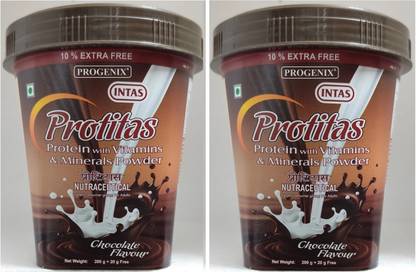 10 % EXTRA FREE
PROGENIX
INTAS
Protitas
Protein with Vitamins
& Minerals Powder
प्रोटिटास
NUTRACEUTICAL
Chocolate
Flavour
Net Weight: 200 g + 20 g Free
10 % EXTRA FREE
PROGENIX
INTAS
Protitas
Protein with Vitamins
& Minerals Powder
प्रोटिटास
NUTRACEUTICAL
Chocolate
Flavour
Net Weight: 200 g + 20 g Free